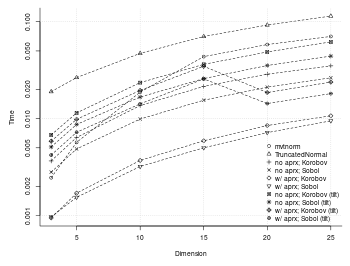 0.100
0.050
0.020
0.010
0.005
0.002
0.001
Time
mvtnorm
TruncatedNormal
no aprx; Korobov
no aprx; Sobol
w/ aprx; Korobov
w/ aprx; Sobol
no aprx; Korobov (tilt)
no aprx; Sobol (tilt)
w/ aprx; Korobov (tilt)
w/ aprx; Sobol (tilt)
5
10
15
20
25
Dimension